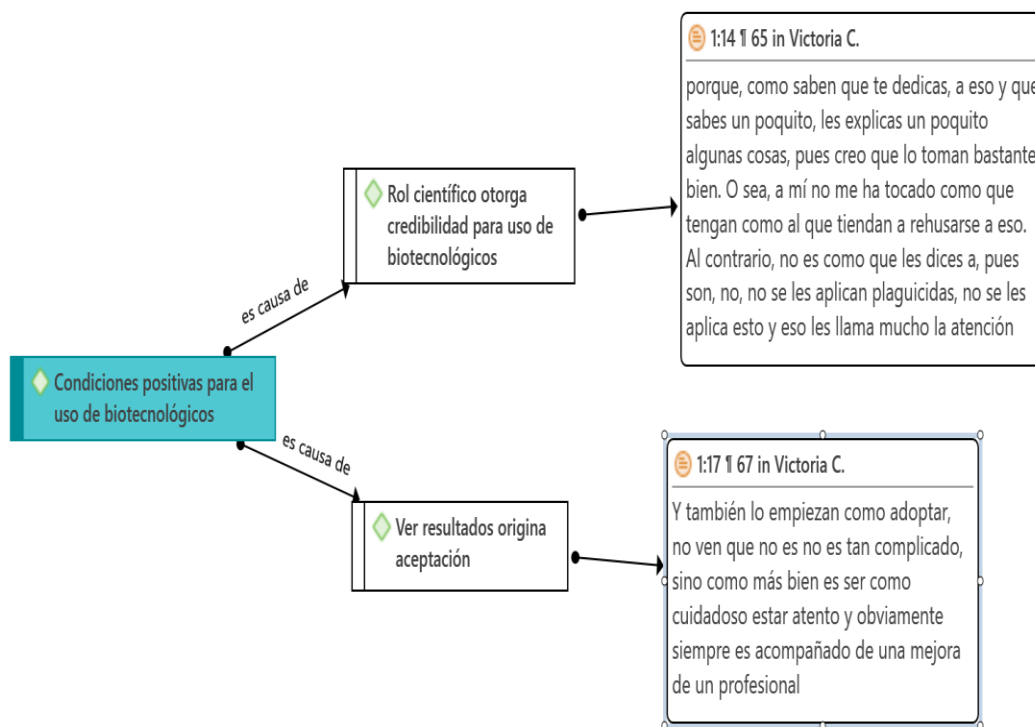 1:14 ¶ 65 in Victoria C.
porque, como saben que te dedicas, a eso y que
sabes un poquito, les explicas un poquito
algunas cosas, pues creo que lo toman bastante
bien. O sea, a mí no me ha tocado como que
tengan como al que tiendan a rehusarse a eso.
Al contrario, no es como que les dices a, pues
son, no, no se les aplican plaguicidas, no se les
aplica esto y eso les llama mucho la atención
Rol científico otorga
credibilidad para uso de
biotecnológicos
es causa de
Condiciones positivas para el
uso de biotecnológicos
es causa de
Ver resultados origina
aceptación
1:17 ¶ 67 in Victoria C.
Y también lo empiezan como adoptar,
no ven que no es no es tan complicado,
sino como más bien es ser como
cuidadoso estar atento y obviamente
siempre es acompañado de una mejora
de un profesional